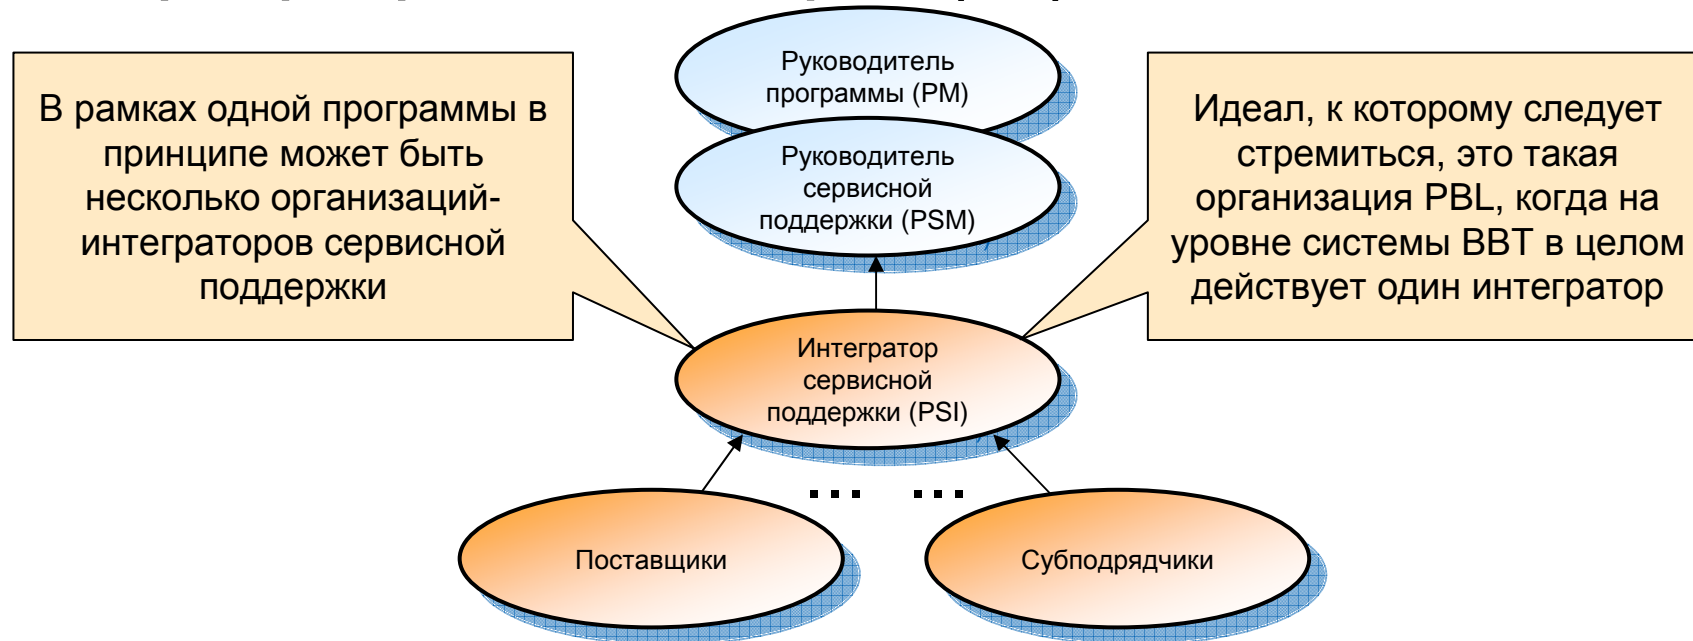 Руководитель
программы (PM)
В рамках одной программы в
принципе может быть
несколько организаций-
интеграторов сервисной
поддержки
Идеал, к которому следует
стремиться, это такая
организация PBL, когда на
уровне системы ВВТ в целом
действует один интегратор
Руководитель
сервисной
поддержки (PSM)
Интегратор
сервисной
поддержки (PSI)
... ...
Поставщики
Субподрядчики